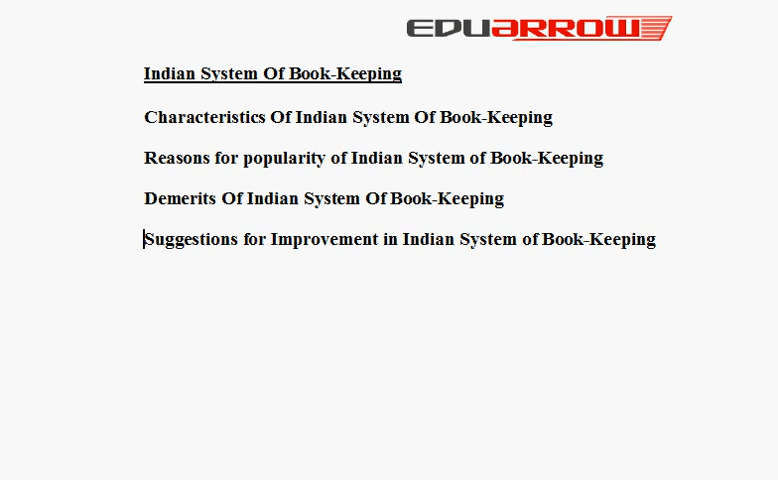 EDUARROW
Indian System Of Book-Keeping
Characteristics Of Indian System Of Book-Keeping
Reasons for popularity of Indian System of Book-Keeping
Demerits Of Indian System Of Book-Keeping
Suggestions for Improvement in Indian System of Book-Keeping